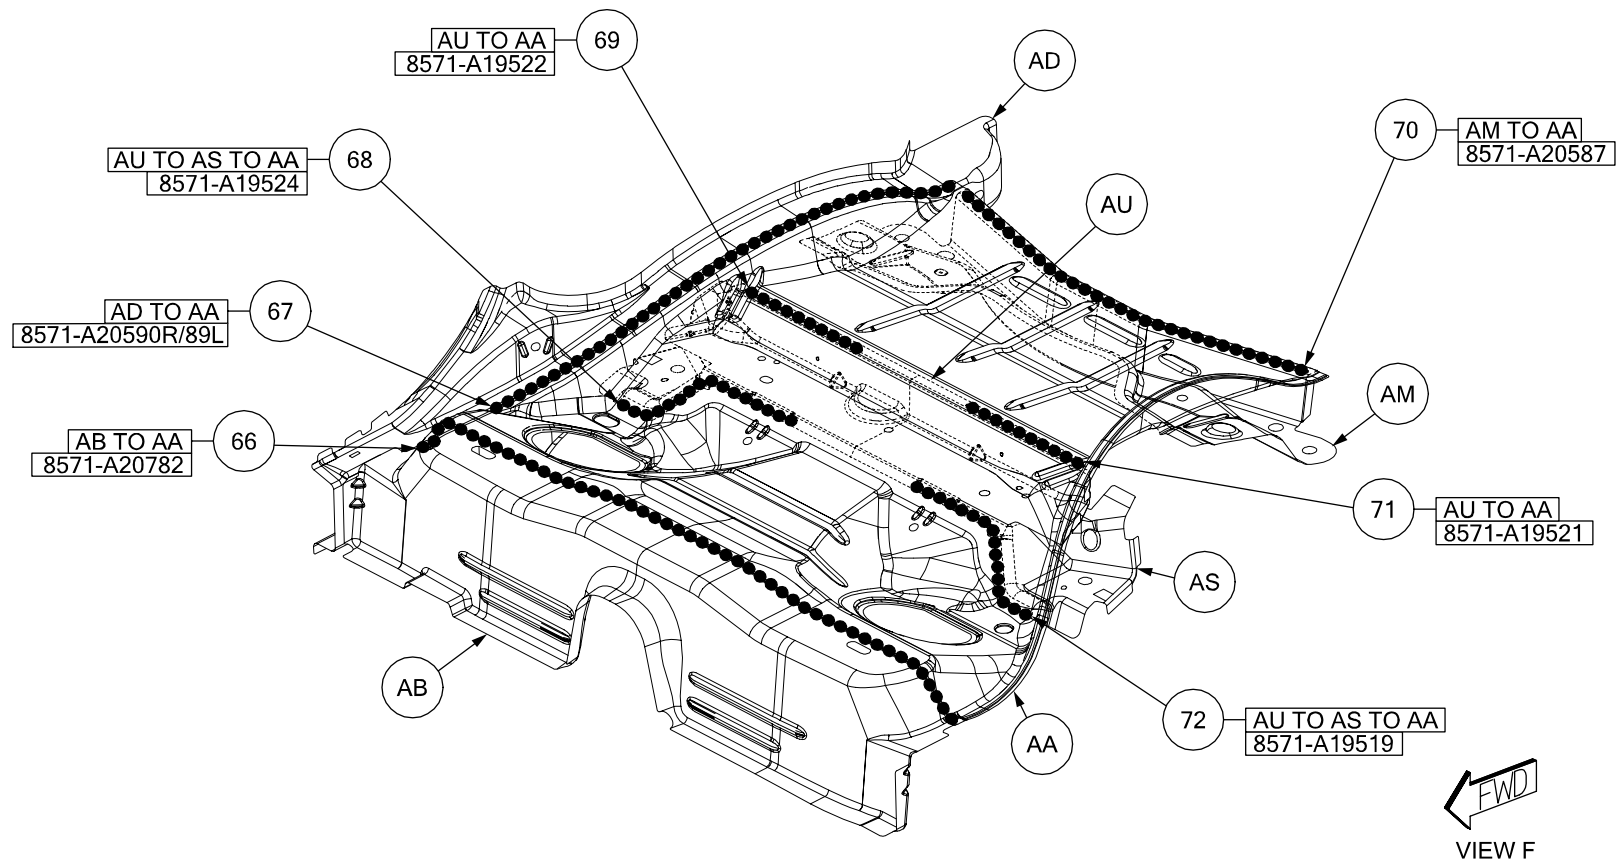 AU TO AA
8571-A19522
69
AD
70
AM TO AA
8571-A20587
AU TO AS TO AA
8571-A19524
68
AU
AD TO AA
8571-A20590R/89L
67
AM
AB TO AA
8571-A20782
66
71
AU TO AA
8571-A19521
AS
AB
72
AU TO AS TO AA
8571-A19519
AA
FWD
VIEW F